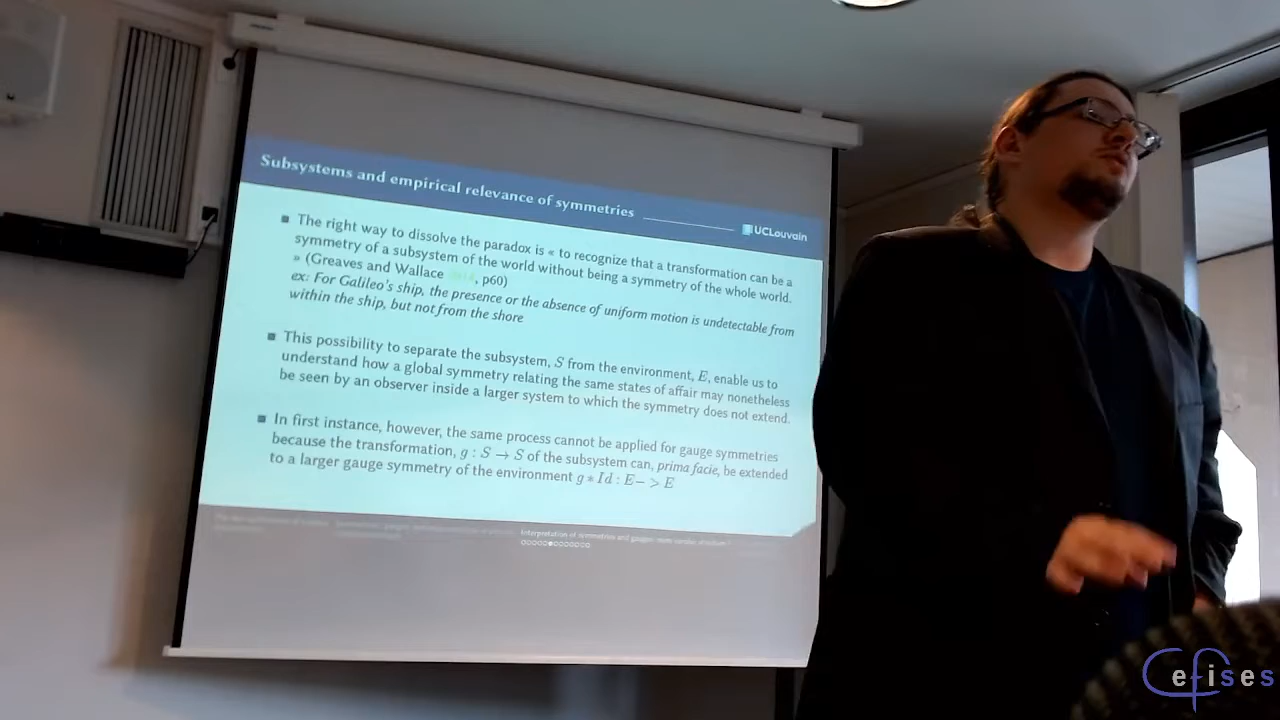 Subsystems and empirical relevance of symmetries
UCLouvain
■ The right way to dissolve the paradox is « to recognize that a transformation can be a
symmetry of a subsystem of the world without being a symmetry of the whole world.
» (Greaves and Wallace , p60)
ex: For Galileo's ship, the presence or the absence of uniform motion is undetectable from
within the ship, but not from the shore
■ This possibility to separate the subsystem, S from the environment, E, enable us to
understand how a global symmetry relating the same states of affair may nonetheless
be seen by an observer inside a larger system to which the symmetry does not extend.
■ In first instance, however, the same process cannot be applied for gauge symmetries
because the transformation, g : S → S of the subsystem can, prima facie, be extended
to a larger gauge symmetry of the environment g * Id : E- > E
Interpretation of symmetries and gauges
Cefises